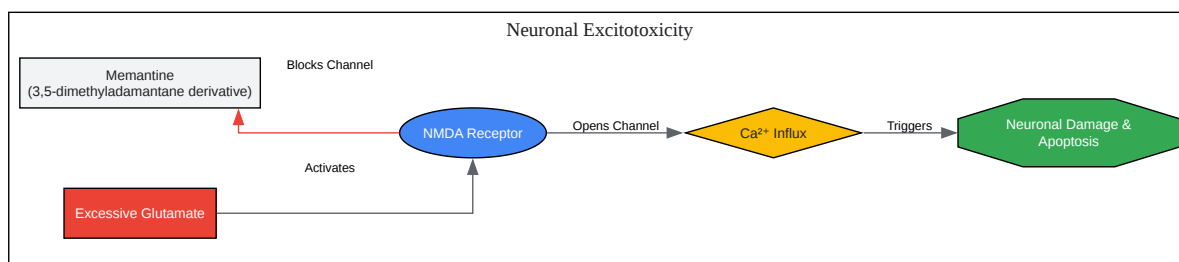 Neuronal Excitotoxicity
Memantine
(3,5-dimethyladamantane derivative)
Blocks Channel
NMDA Receptor
Opens Channel
Ca²⁺ Influx
Triggers
Neuronal Damage &
Apoptosis
Activates
Excessive Glutamate